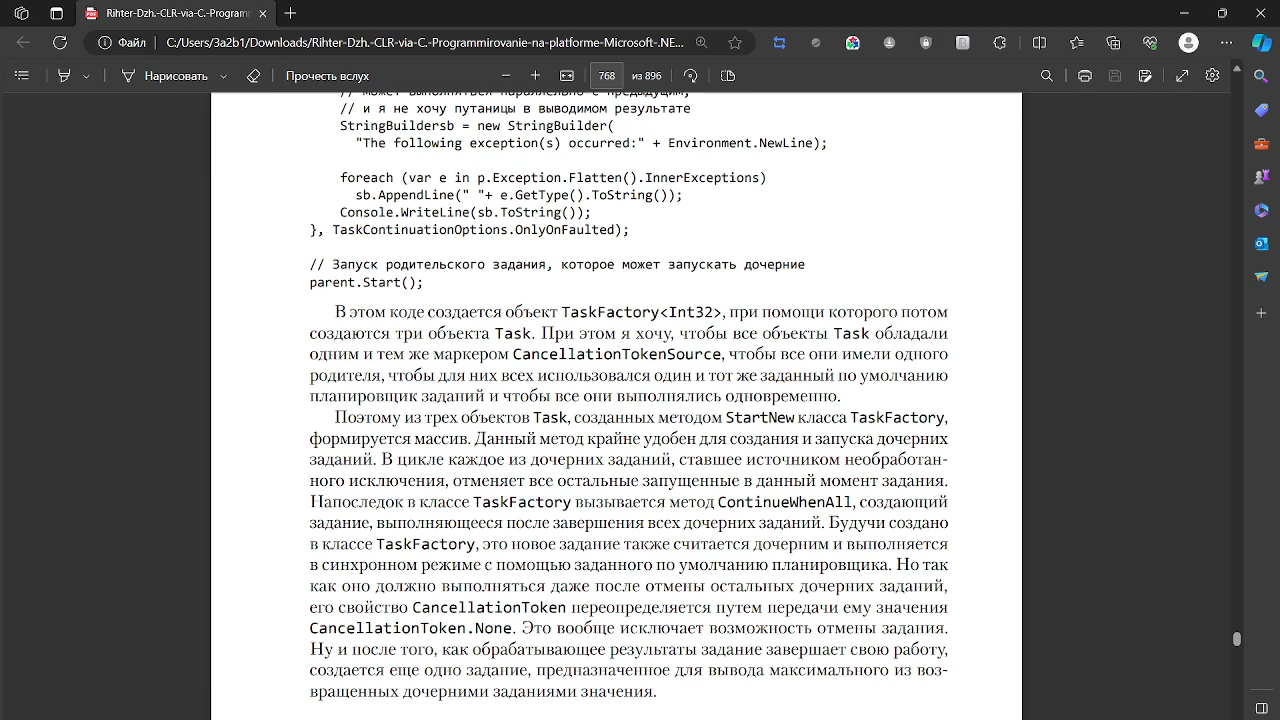 Rihter-Dzh.-CLR-via-C.-Programm
Файл
C:/Users/3a2b1/Downloads/Rihter-Dzh.-CLR-via-C.-Programmirovanie-na-platforme-Microsoft-.NE...
Нарисовать
Прочесть вслух
768
из 896
// может выполняться параллельно с предыдущим,
// и я не хочу путаницы в выводимом результате
StringBuildersb = new StringBuilder(
"The following exception(s) occurred:" + Environment.NewLine);
foreach (var e in p.Exception.Flatten().InnerExceptions)
sb.AppendLine(" "+ e.GetType().ToString());
Console.WriteLine(sb.ToString());
}, TaskContinuationOptions.OnlyOnFaulted);
// Запуск родительского задания, которое может запускать дочерние
parent.Start();
В этом коде создается объект TaskFactory<Int32>, при помощи которого потом
создаются три объекта Task. При этом я хочу, чтобы все объекты Task обладали
одним и тем же маркером CancellationTokenSource, чтобы все они имели одного
родителя, чтобы для них всех использовался один и тот же заданный по умолчанию
планировщик заданий и чтобы все они выполнялись одновременно.
Поэтому из трех объектов Task, созданных методом StartNew класса TaskFactory,
формируется массив. Данный метод крайне удобен для создания и запуска дочерних
заданий. В цикле каждое из дочерних заданий, ставшее источником необработан-
ного исключения, отменяет все остальные запущенные в данный момент задания.
Напоследок в классе TaskFactory вызывается метод ContinueWhenAll, создающий
задание, выполняющееся после завершения всех дочерних заданий. Будучи создано
в классе TaskFactory, это новое задание также считается дочерним и выполняется
в синхронном режиме с помощью заданного по умолчанию планировщика. Но так
как оно должно выполняться даже после отмены остальных дочерних заданий,
его свойство CancellationToken переопределяется путем передачи ему значения
CancellationToken.None. Это вообще исключает возможность отмены задания.
Ну и после того, как обрабатывающее результаты задание завершает свою работу,
создается еще одно задание, предназначенное для вывода максимального из воз-
вращенных дочерними заданиями значения.